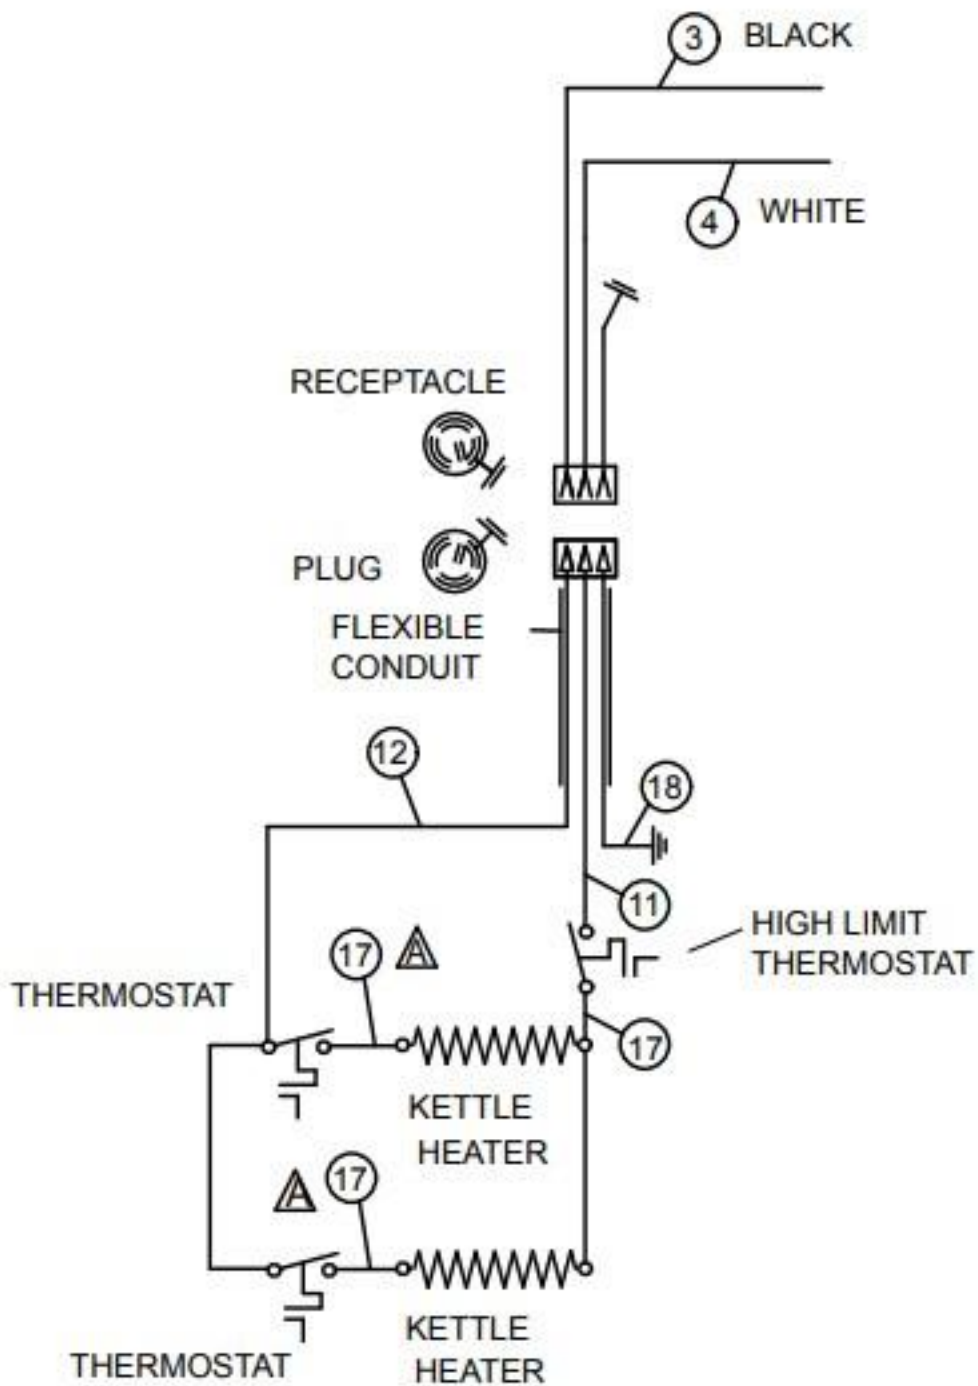 3 BLACK
4 WHITE
RECEPTACLE
PLUG
FLEXIBLE
CONDUIT
12
18
11
HIGH LIMIT
THERMOSTAT
17 A
THERMOSTAT
17
KETTLE
HEATER
A 17
KETTLE
HEATER
THERMOSTAT